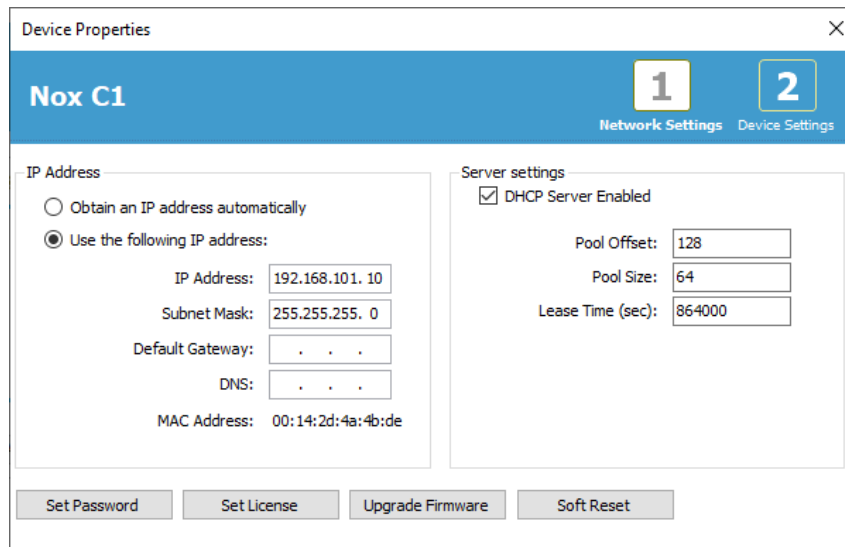 Device Properties
Nox C1
1
Network Settings
2
Device Settings
IP Address
Obtain an IP address automatically
Use the following IP address:
IP Address: 192.168.101. 10
Subnet Mask: 255.255.255. 0
Default Gateway: . . .
DNS: . . .
MAC Address: 00:14:2d:4a:4b:de
Server settings
DHCP Server Enabled
Pool Offset: 128
Pool Size: 64
Lease Time (sec): 864000
Set Password
Set License
Upgrade Firmware
Soft Reset